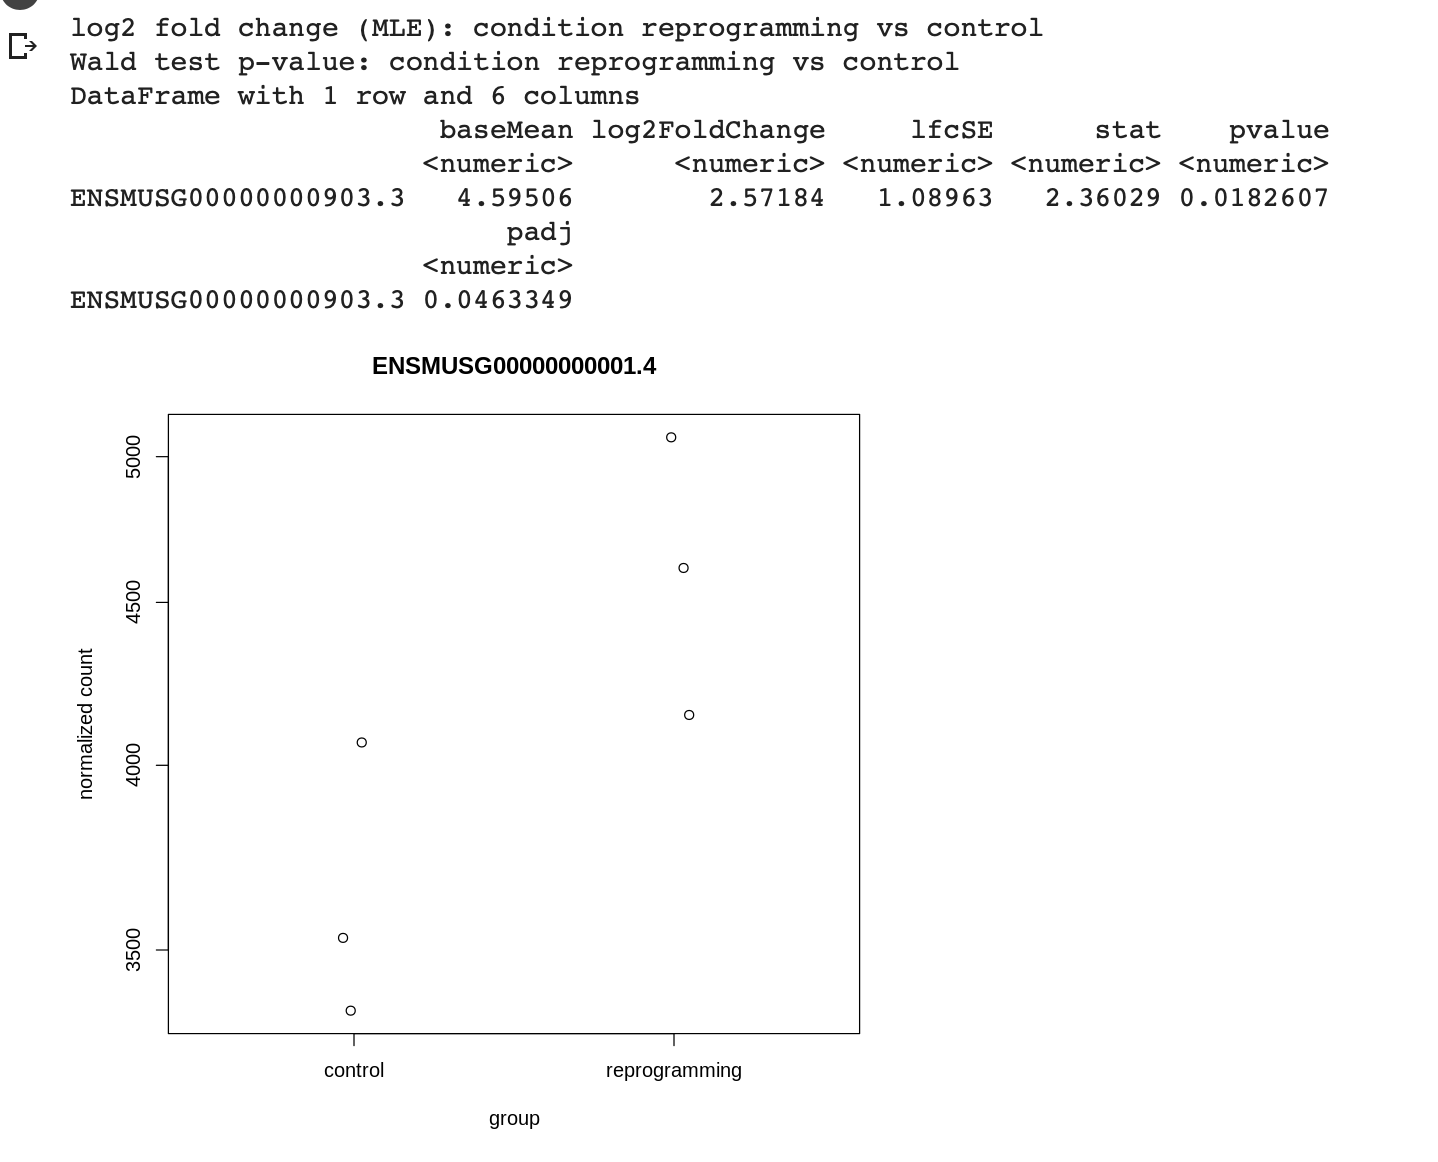 log2 fold change (MLE): condition reprogramming vs control
Wald test p-value: condition reprogramming vs control
DataFrame with 1 row and 6 columns
baseMean log2FoldChange lfcSE stat pvalue
<numeric> <numeric> <numeric> <numeric> <numeric>
ENSMUSG00000000903.3 4.59506 2.57184 1.08963 2.36029 0.0182607
padj
<numeric>
ENSMUSG00000000903.3 0.0463349
ENSMUSG00000000001.4
5000
4500
4000
3500
normalized count
control reprogramming
group